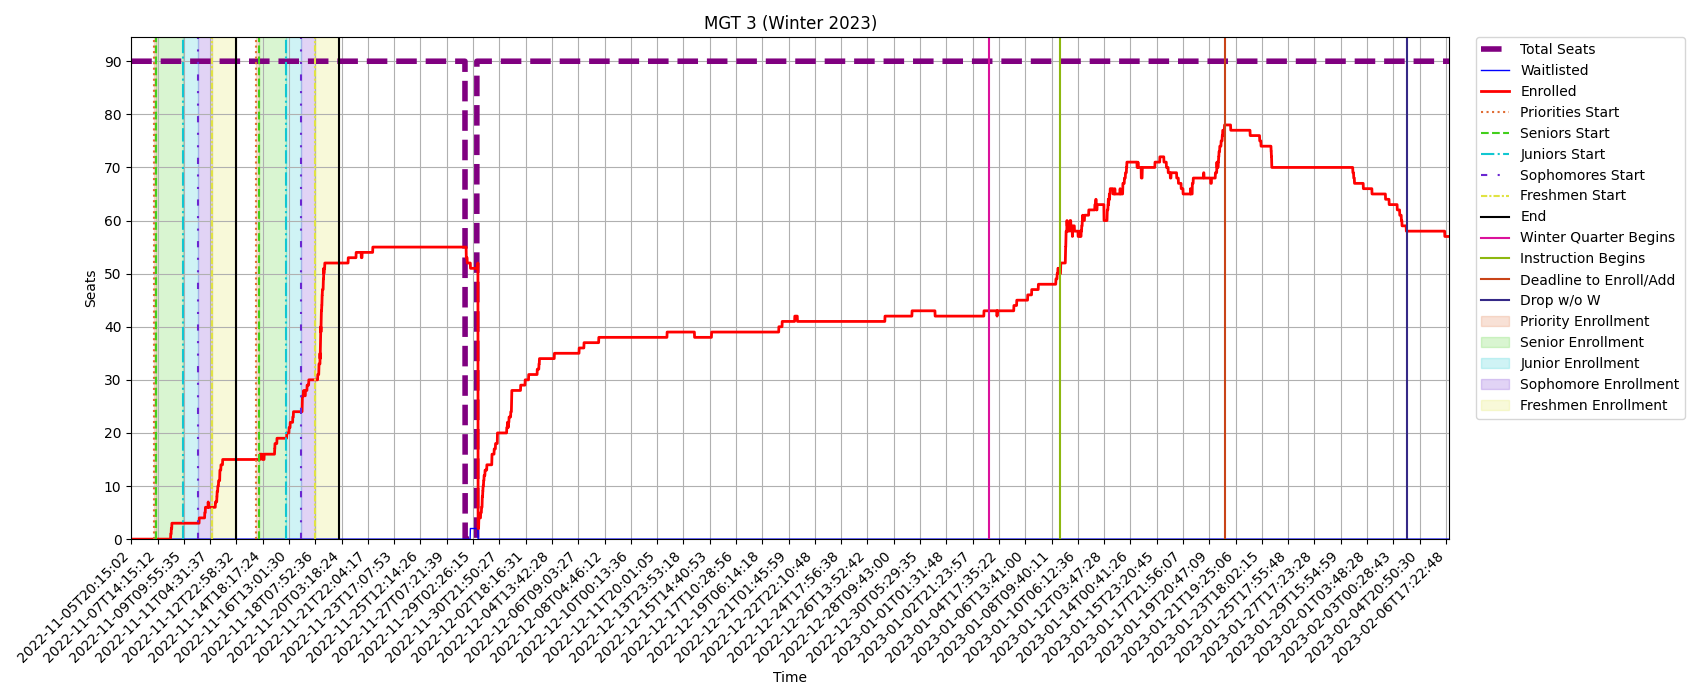 MGT 3 (Winter 2023)
Seats
90
80
70
60
50
40
30
20
10
0
2022-11-05T20:15:02
2022-11-07T14:15:12
2022-11-09T09:55:35
2022-11-11T04:31:37
2022-11-12T22:58:32
2022-11-14T18:17:24
2022-11-16T13:01:30
2022-11-18T07:52:36
2022-11-20T03:18:24
2022-11-21T22:04:17
2022-11-23T17:07:53
2022-11-25T12:14:26
2022-11-27T07:21:39
2022-11-29T02:26:15
2022-11-30T21:50:27
2022-12-02T18:16:31
2022-12-04T13:42:28
2022-12-06T09:03:27
2022-12-08T04:46:12
2022-12-10T00:13:36
2022-12-11T20:01:05
2022-12-13T23:53:18
2022-12-15T14:40:53
2022-12-17T10:28:56
2022-12-19T06:14:18
2022-12-21T01:45:59
2022-12-22T22:10:48
2022-12-24T17:56:38
2022-12-26T13:52:42
2022-12-28T09:43:00
2022-12-30T05:29:35
2023-01-01T01:31:48
2023-01-02T21:23:57
2023-01-04T17:35:22
2023-01-06T13:41:00
2023-01-08T09:40:11
2023-01-10T06:12:36
2023-01-12T03:47:28
2023-01-14T00:41:26
2023-01-15T23:20:45
2023-01-17T21:56:07
2023-01-19T20:47:09
2023-01-21T19:25:06
2023-01-23T18:02:15
2023-01-25T17:55:48
2023-01-27T17:23:28
2023-01-29T15:54:59
2023-02-01T03:48:28
2023-02-03T00:28:43
2023-02-04T20:50:30
2023-02-06T17:22:48
Time
Total Seats
Waitlisted
Enrolled
Priorities Start
Seniors Start
Juniors Start
Sophomores Start
Freshmen Start
End
Winter Quarter Begins
Instruction Begins
Deadline to Enroll/Add
Drop w/o W
Priority Enrollment
Senior Enrollment
Junior Enrollment
Sophomore Enrollment
Freshmen Enrollment